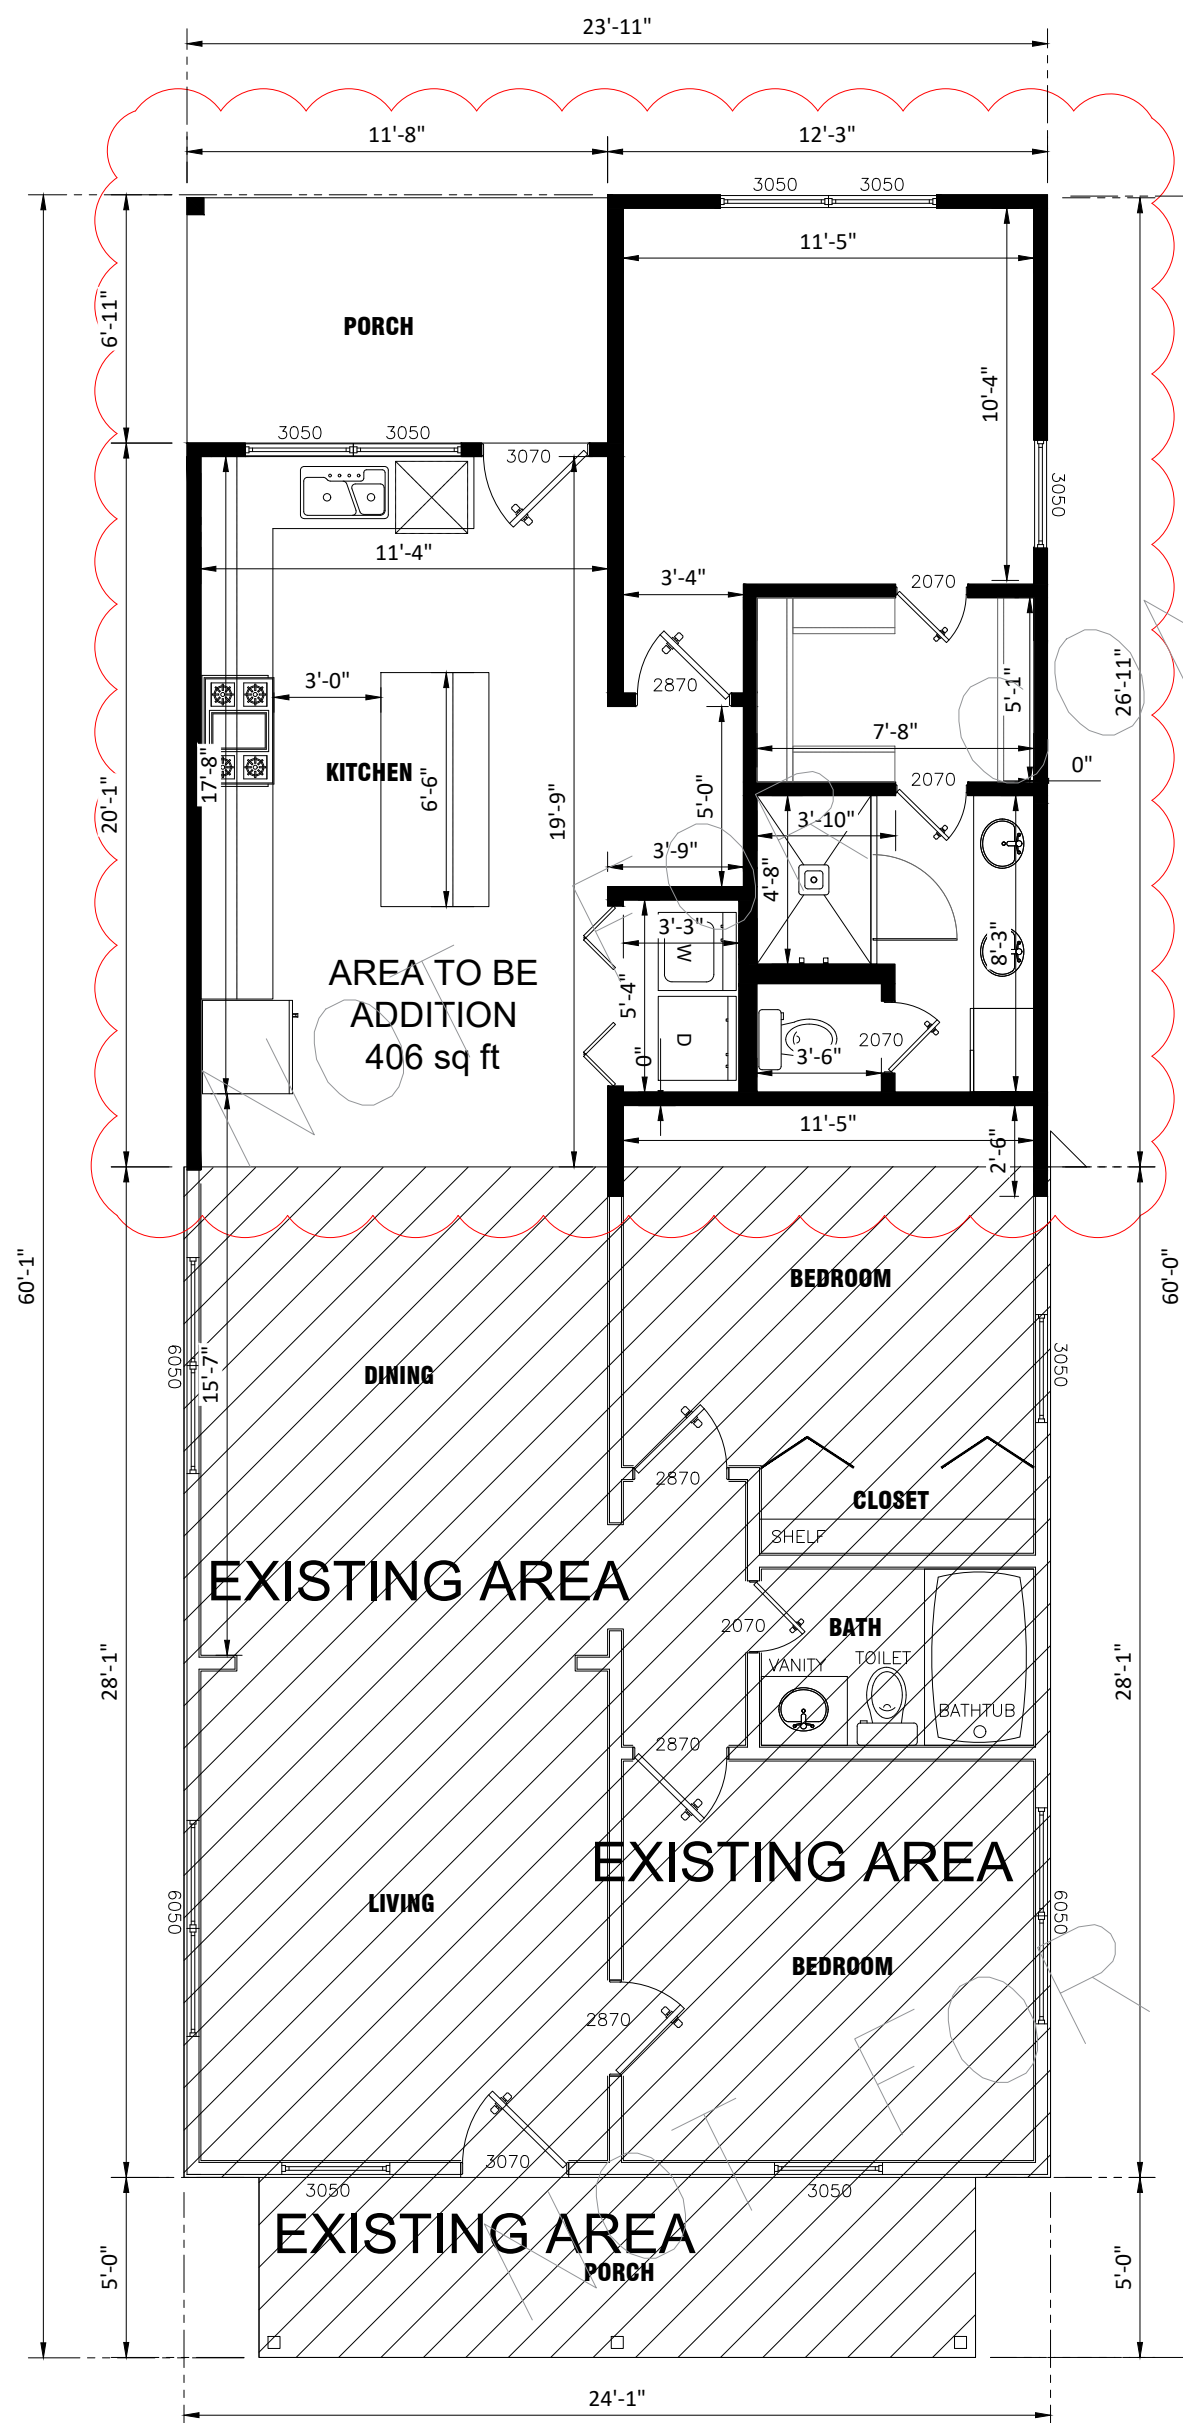 23'-11"
11'-8"
12'-3"
3050
3050
11'-5"
6'-11"
PORCH
10'-4"
3050
3050
3070
3050
11'-4"
3'-4"
2070
2870
3'-0"
5'-1"
26'-11"
7'-8"
KITCHEN
17'-8"
6'-6"
20'-1"
19'-9"
5'-0"
2070
0"
3'-10"
3'-9"
4'-8"
3'-3"
W
8'-3"
AREA TO BE
ADDITION
406 sq ft
5'-4"
D
0"
2070
3'-6"
11'-5"
2'-6"
60'-1"
BEDROOM
60'-0"
6050
DINING
15'-7"
3050
2870
CLOSET
SHELF
EXISTING AREA
2070
BATH
VANITY
TOILET
28'-1"
28'-1"
BATHTUB
2870
EXISTING AREA
6050
LIVING
6050
BEDROOM
2870
3070
3050
3050
EXISTING AREA
PORCH
5'-0"
5'-0"
24'-1"
NOT FOR